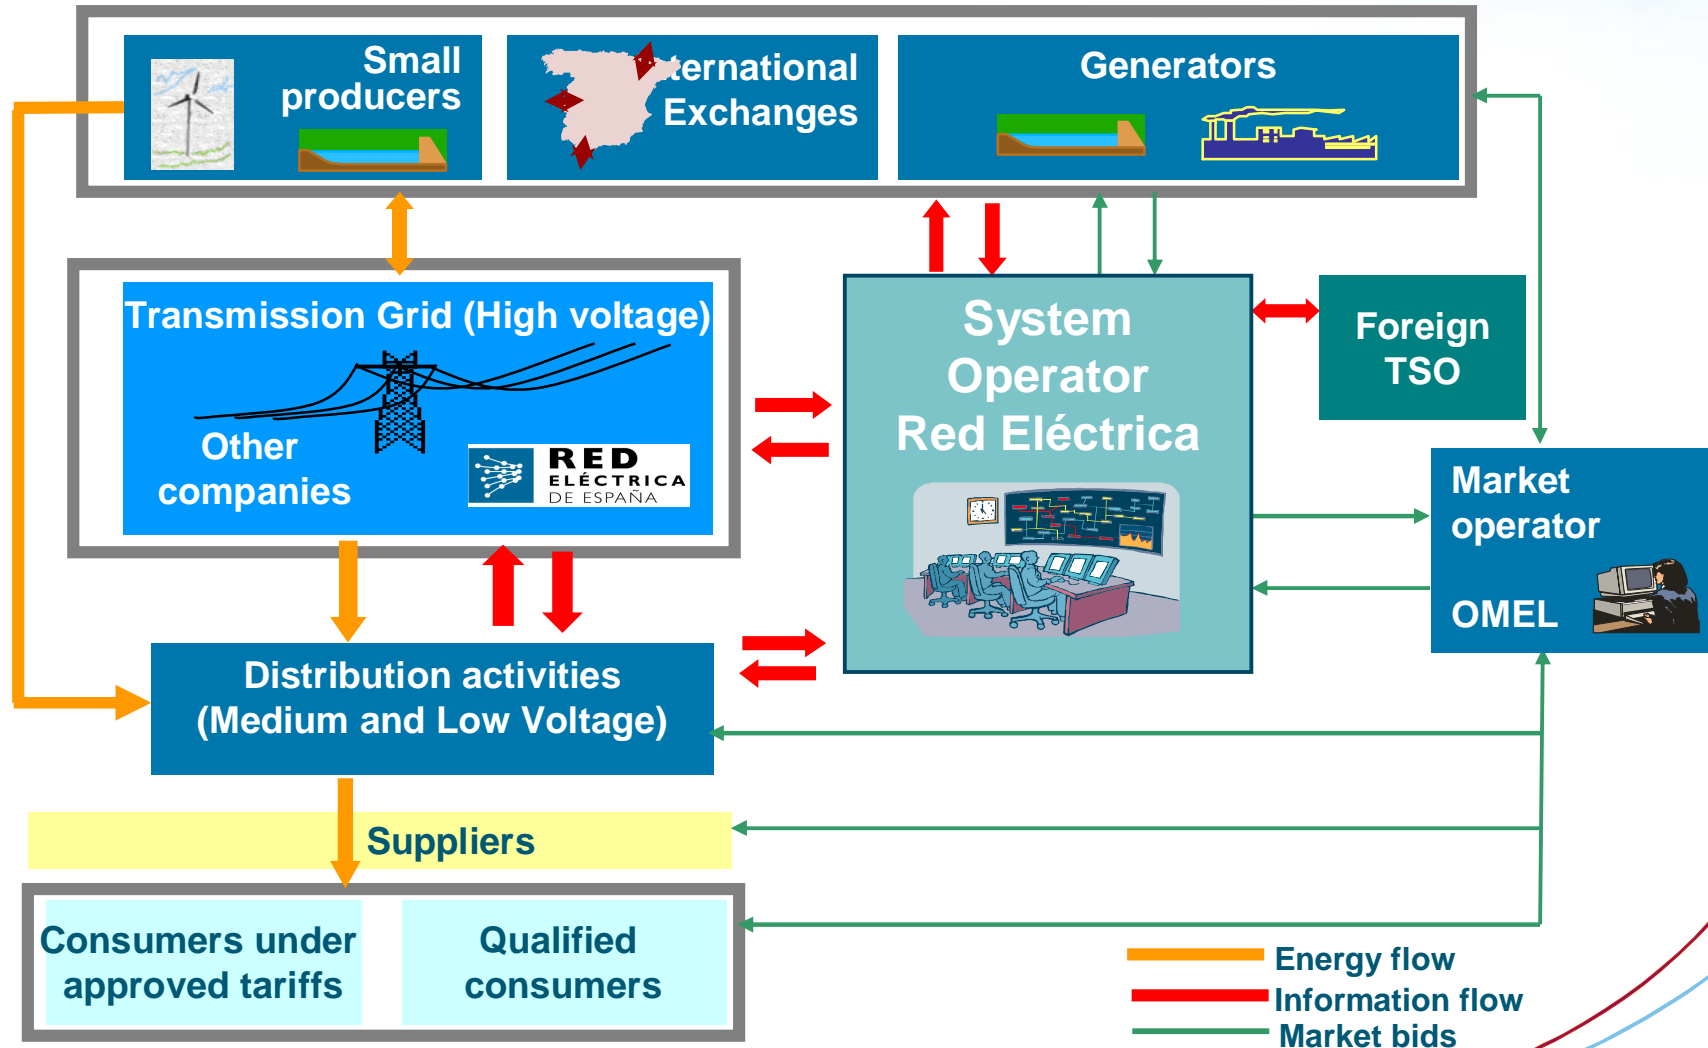 Small
producers
ternational
Exchanges
Generators
Transmission Grid (High voltage)
Other
companies
RED
ELÉCTRICA
DE ESPAÑA
System
Operator
Red Eléctrica
Foreign
TSO
Market
operator
OMEL
Distribution activities
(Medium and Low Voltage)
Suppliers
Consumers under
approved tariffs
Qualified
consumers
Energy flow
Information flow
Market bids